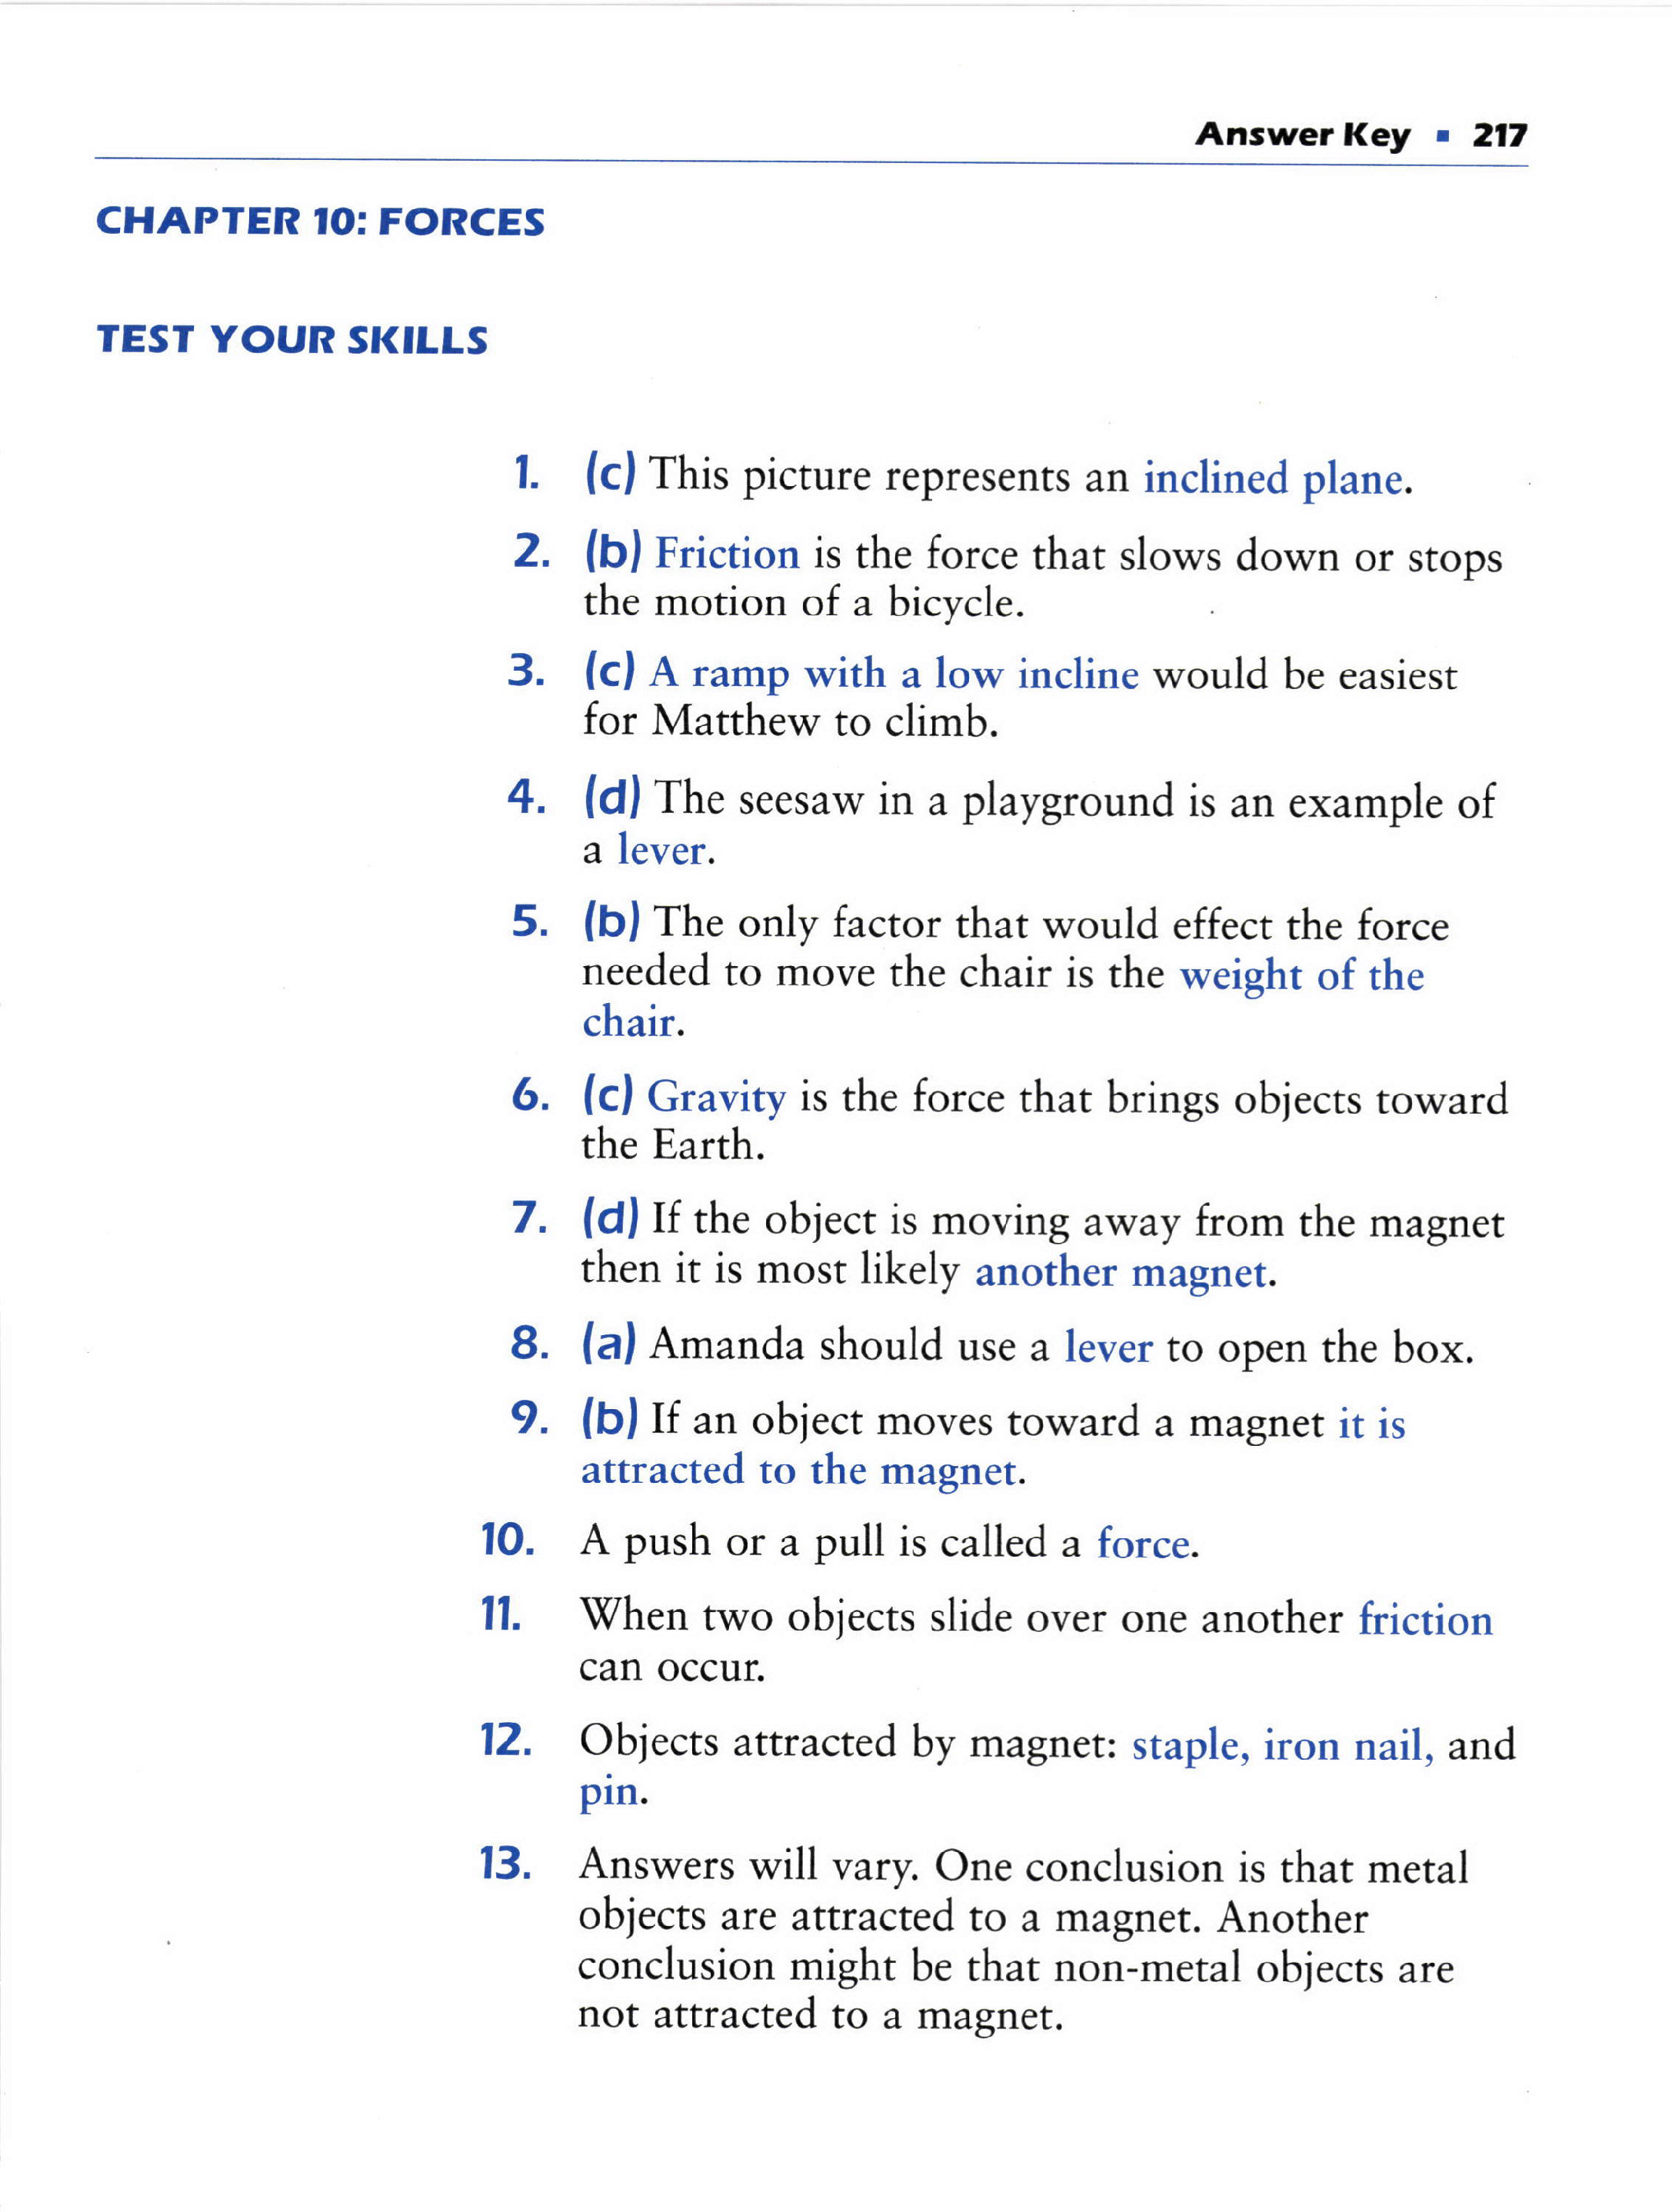 Answer Key ▪ 217
CHAPTER 10: FORCES
TEST YOUR SKILLS
1. (c) This picture represents an inclined plane.
2. (b) Friction is the force that slows down or stops
the motion of a bicycle.
3. (c) A ramp with a low incline would be easiest
for Matthew to climb.
4. (d) The seesaw in a playground is an example of
a lever.
5. (b) The only factor that would effect the force
needed to move the chair is the weight of the
chair.
6. (c) Gravity is the force that brings objects toward
the Earth.
7. (d) If the object is moving away from the magnet
then it is most likely another magnet.
8. (a) Amanda should use a lever to open the box.
9. (b) If an object moves toward a magnet it is
attracted to the magnet.
10. A push or a pull is called a force.
11. When two objects slide over one another friction
can occur.
12. Objects attracted by magnet: staple, iron nail, and
pin.
13. Answers will vary. One conclusion is that metal
objects are attracted to a magnet. Another
conclusion might be that non-metal objects are
not attracted to a magnet.